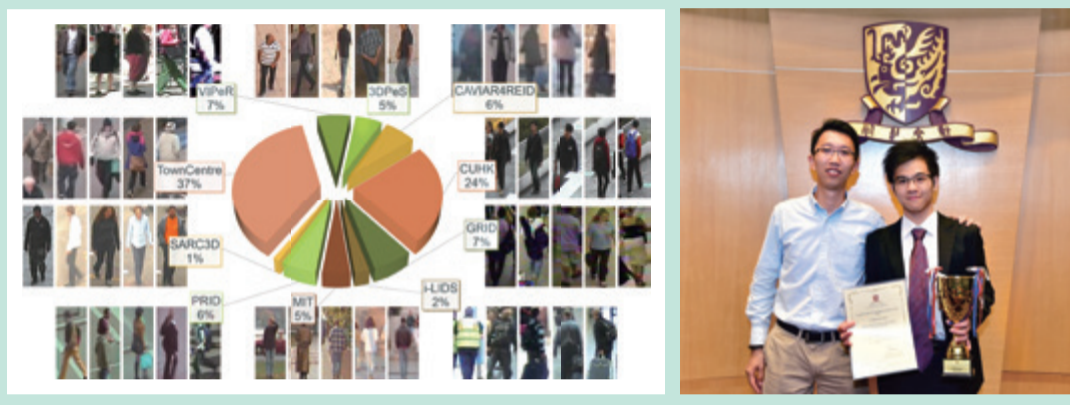 VIPeR
7%
3DPeS
5%
CAVIAR4REID
6%
TownCentre
37%
CUHK
24%
SARC3D
1%
GRID
7%
PRID
6%
MIT
5%
i-LIDS
2%